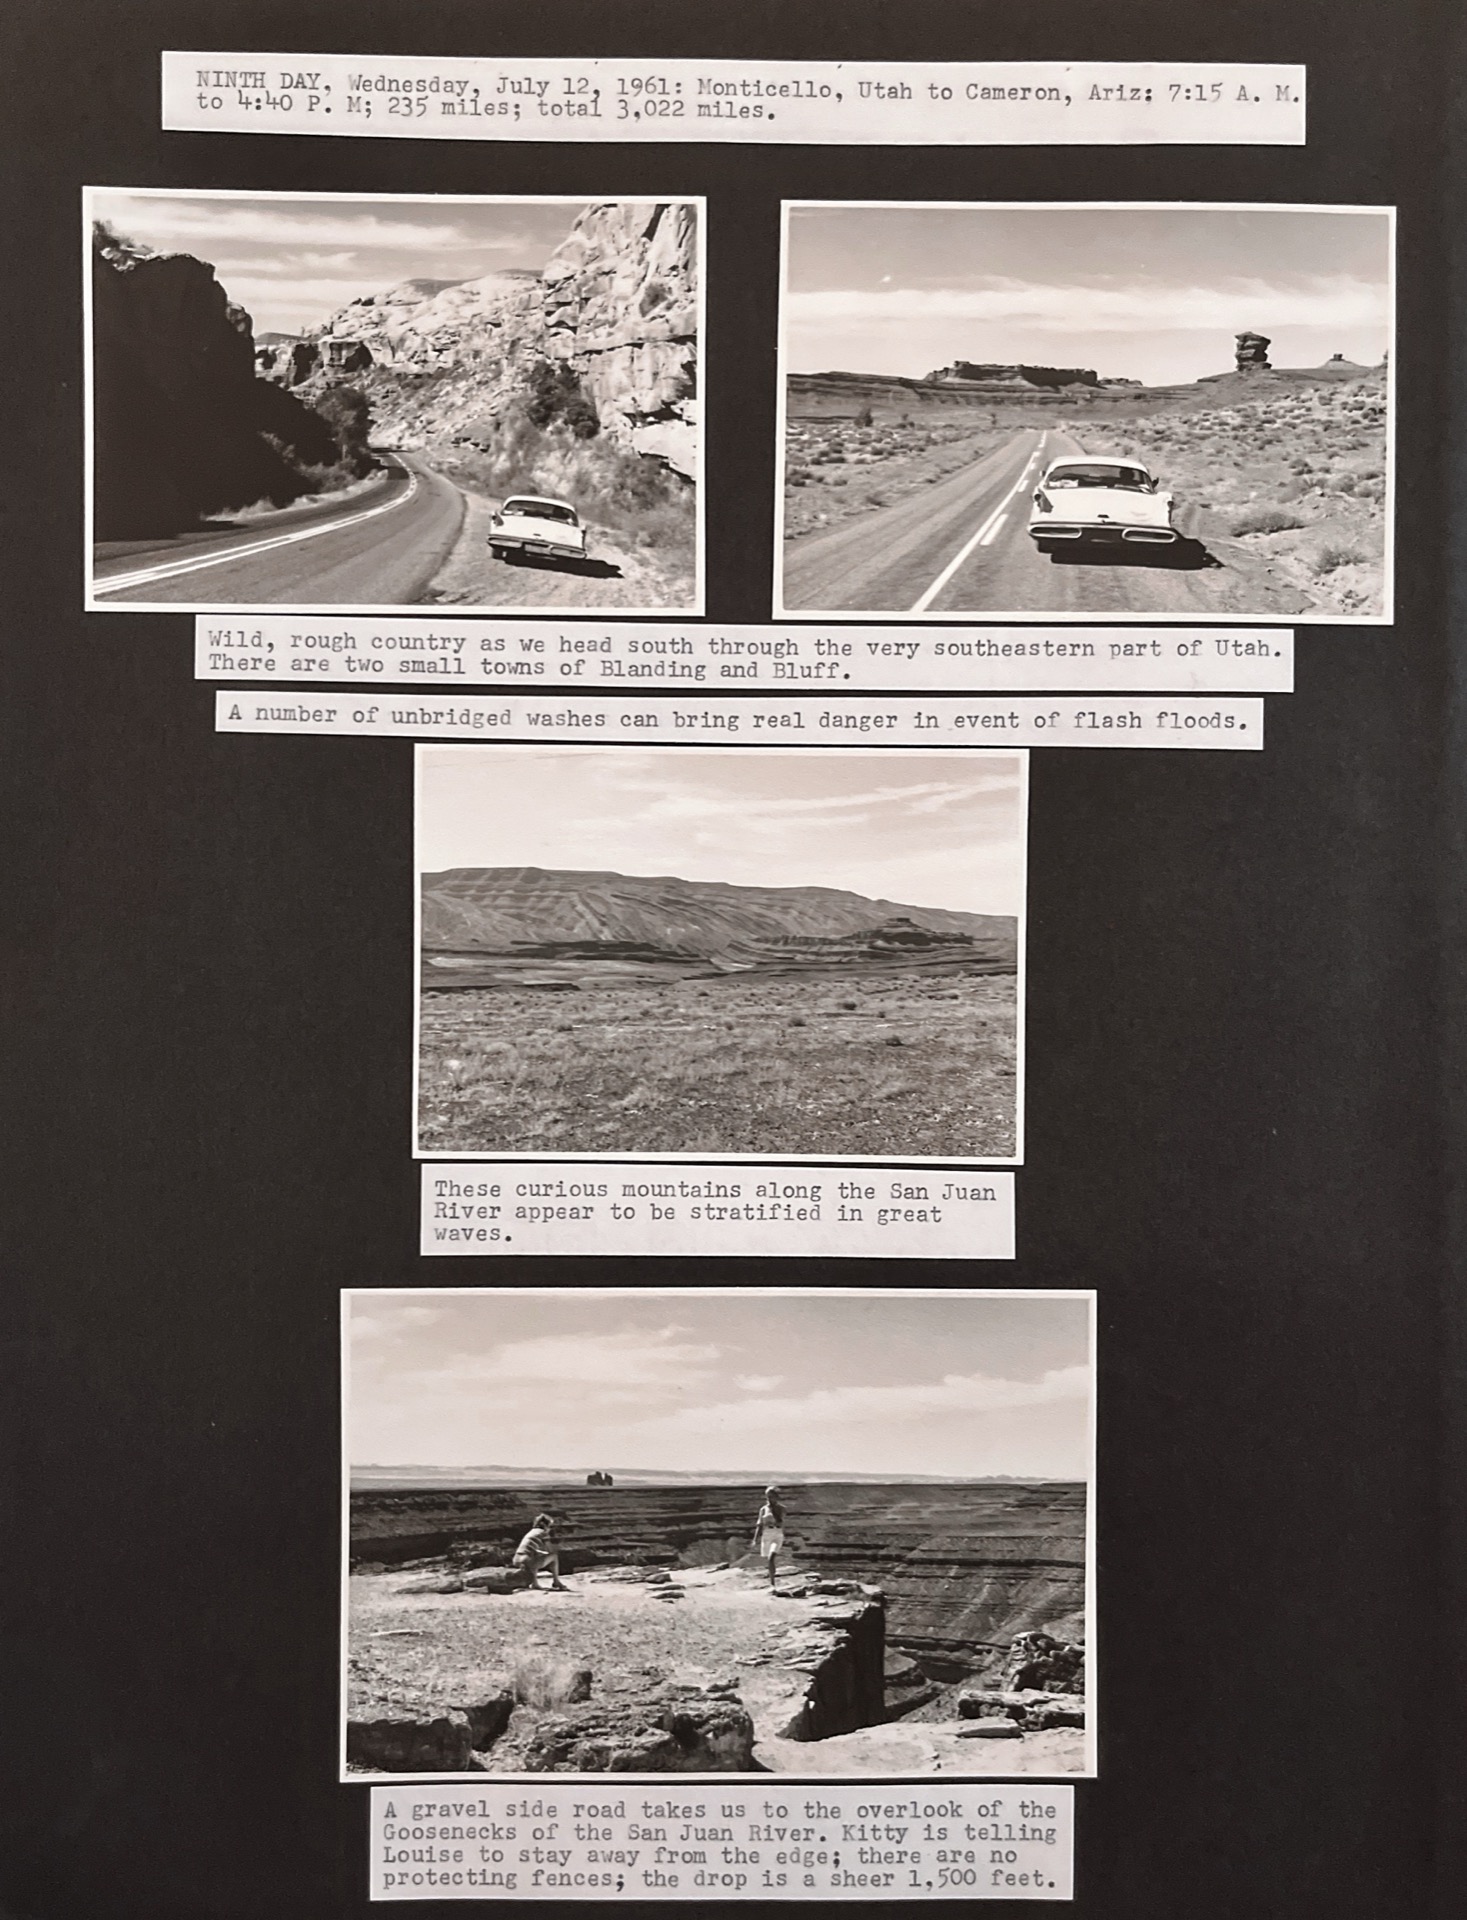 NINTH DAY, Wednesday, July 12, 1961: Monticello, Utah to Cameron, Ariz: 7:15 A. M.
to 4:40 P. M; 235 miles; total 3,022 miles.
Wild, rough country as we head south through the very southeastern part of Utah.
There are two small towns of Blanding and Bluff.
A number of unbridged washes can bring real danger in event of flash floods.
These curious mountains along the San Juan
River appear to be stratified in great
waves.
A gravel side road takes us to the overlook of the
Goosenecks of the San Juan River. Kitty is telling
Louise to stay away from the edge; there are no
protecting fences; the drop is a sheer 1,500 feet.